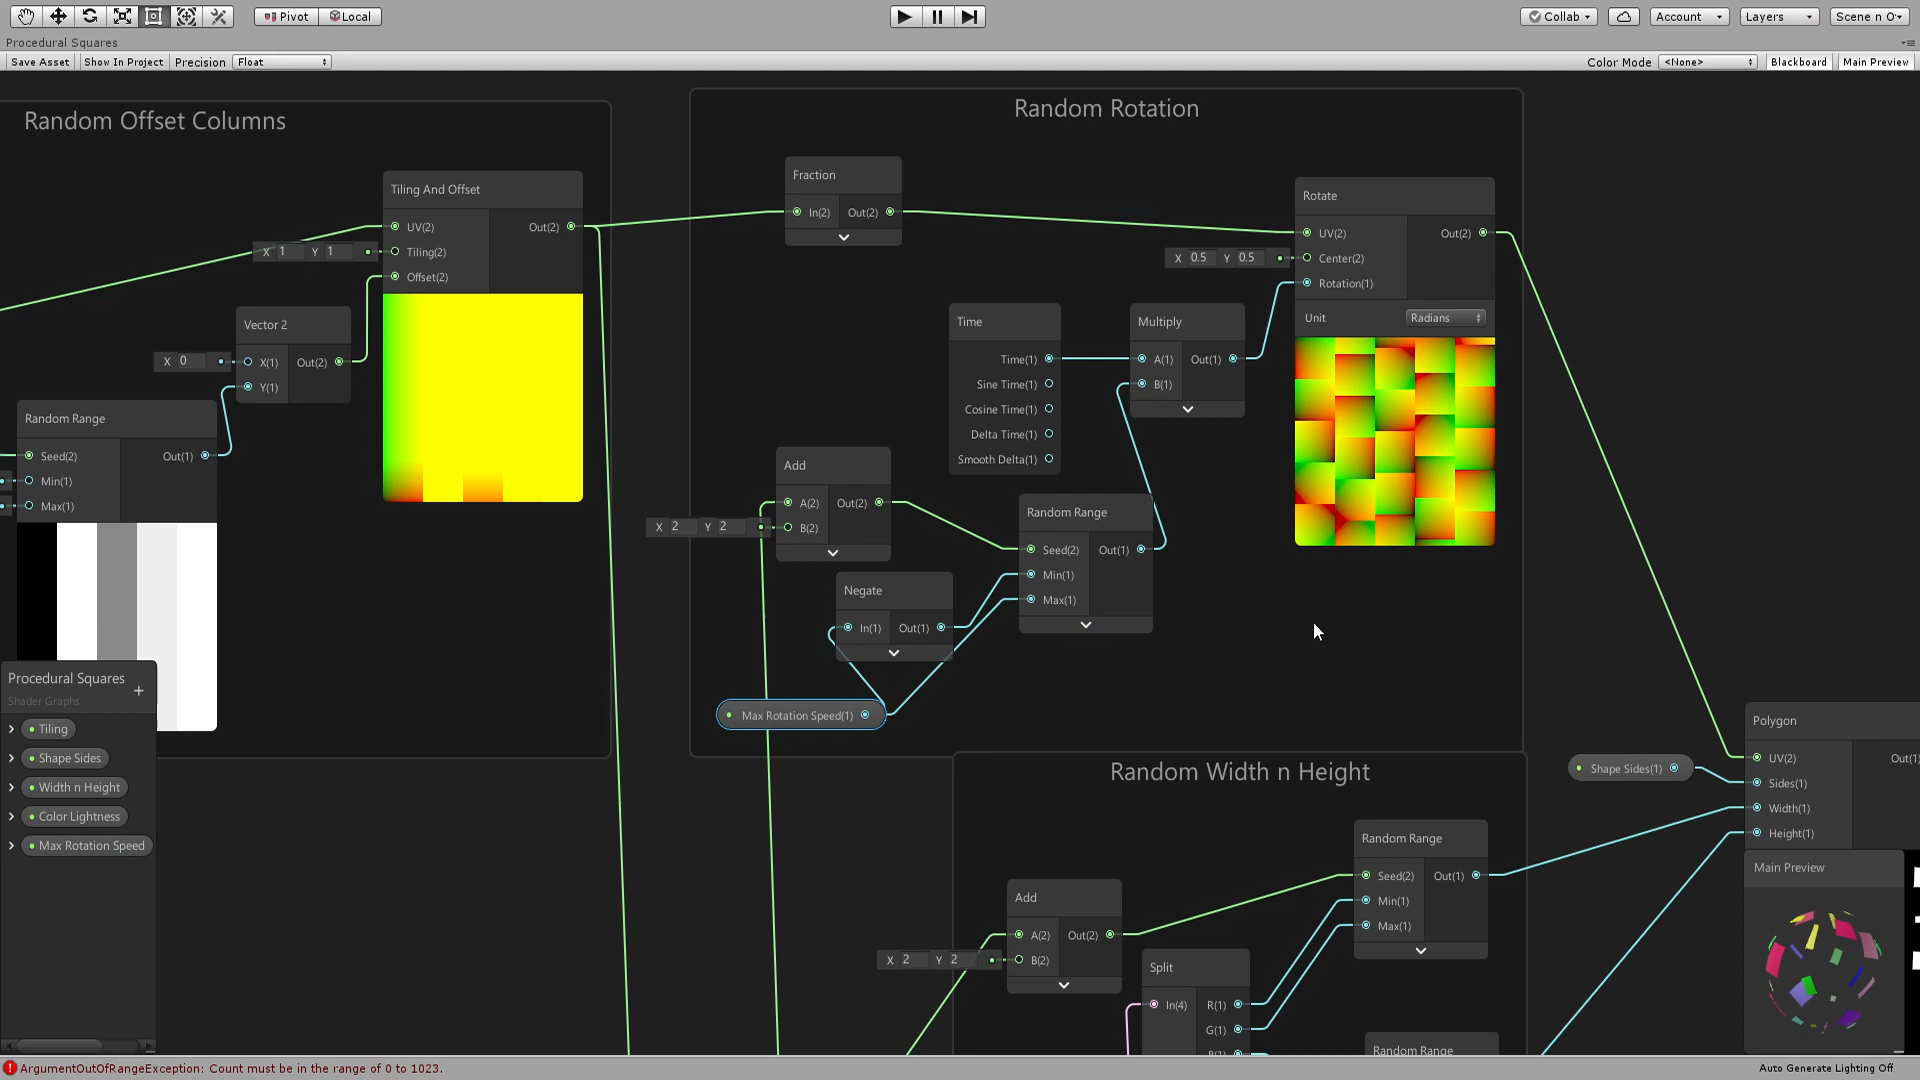 Pivot Local Collab Account Layers Scene n O
Procedural Squares
Save Asset Show In Project Precision Float Color Mode <None> Blackboard Main Preview
Random Offset Columns
Tiling And Offset
UV(2) Out(2)
X 1 Y 1 Tiling(2)
Offset(2)
Vector 2
X 0 X(1) Out(2)
Y(1)
Random Range
Seed(2) Out(1)
Min(1)
Max(1)
Random Rotation
Fraction
In(2) Out(2)
Rotate
UV(2) Out(2)
X 0.5 Y 0.5 Center(2)
Rotation(1)
Unit Radians
Time
Time(1)
Sine Time(1)
Cosine Time(1)
Delta Time(1)
Smooth Delta(1)
Multiply
A(1) Out(1)
B(1)
Add
A(2) Out(2)
X 2 Y 2 B(2)
Random Range
Seed(2) Out(1)
Min(1)
Max(1)
Negate
In(1) Out(1)
Max Rotation Speed(1)
Procedural Squares +
Shader Graphs
Tiling
Shape Sides
Width n Height
Color Lightness
Max Rotation Speed
Random Width n Height
Random Range
Seed(2) Out(1)
Min(1)
Max(1)
Add
A(2) Out(2)
X 2 Y 2 B(2)
Split
In(4) R(1)
G(1)
B(1)
Random Range
Shape Sides(1)
Polygon
UV(2) Out(1)
Sides(1)
Width(1)
Height(1)
Main Preview
ArgumentOutOfRangeException: Count must be in the range of 0 to 1023.
Auto Generate Lighting Off